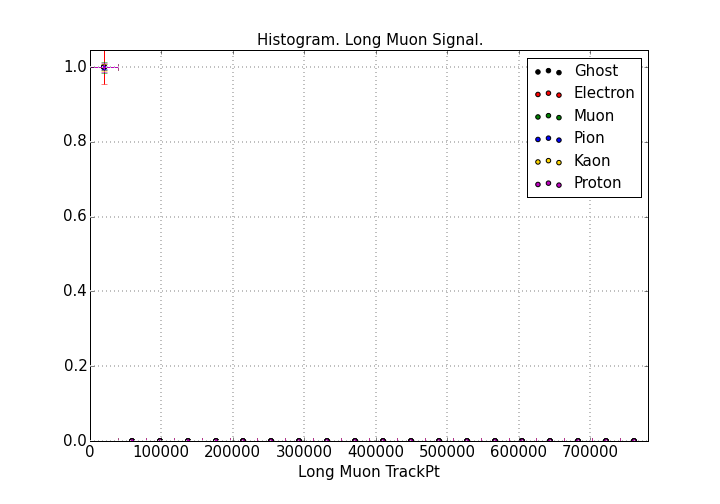 Histogram. Long Muon Signal.
1.0
0.8
0.6
0.4
0.2
0.0
Ghost
Electron
Muon
Pion
Kaon
Proton
0 100000 200000 300000 400000 500000 600000 700000
Long Muon TrackPt